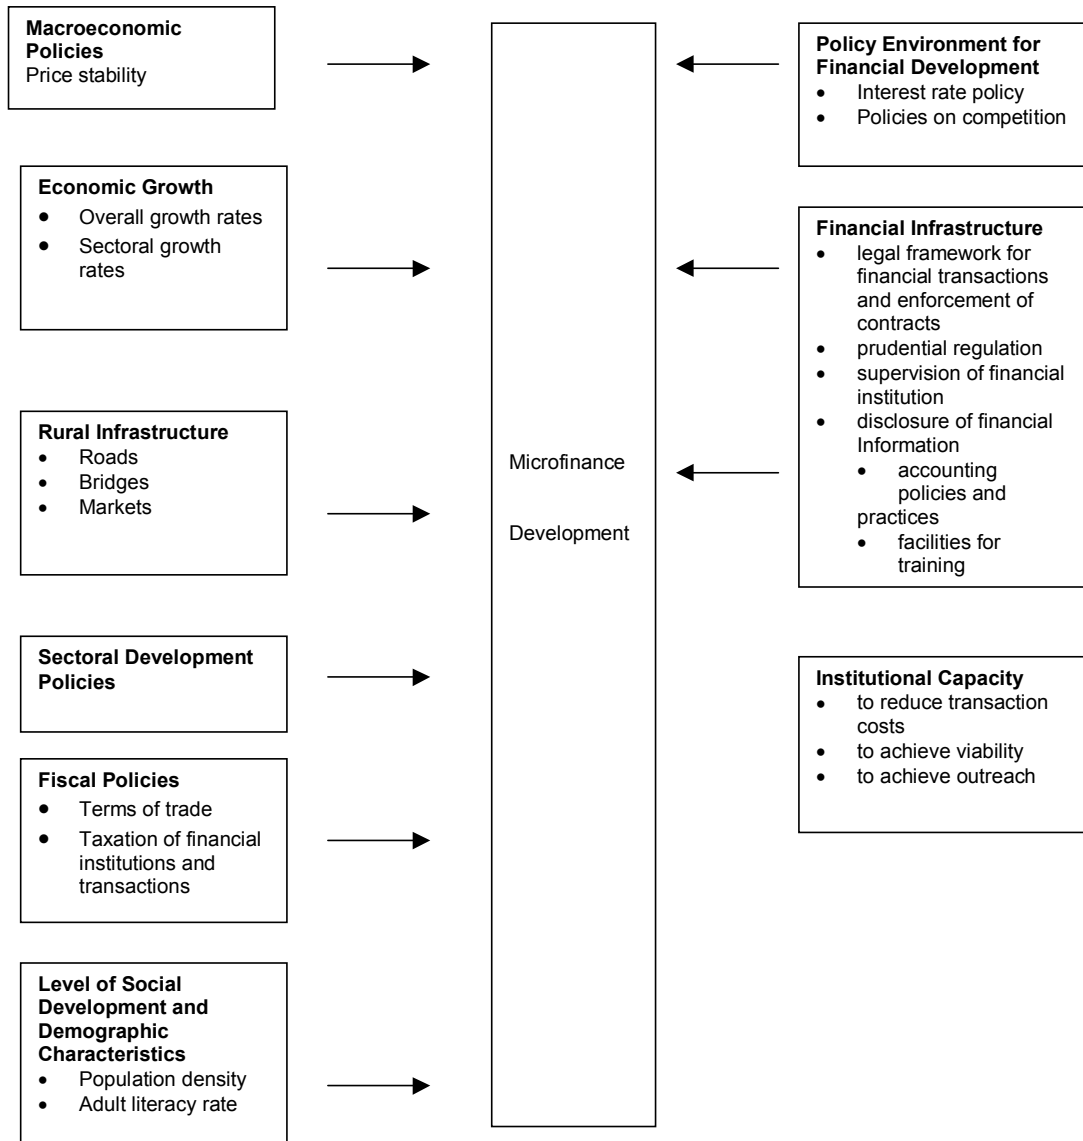 Macroeconomic
Policies
Price stability
Economic Growth
• Overall growth rates
• Sectoral growth
rates
Rural Infrastructure
• Roads
• Bridges
• Markets
Sectoral Development
Policies
Fiscal Policies
• Terms of trade
• Taxation of financial
institutions and
transactions
Level of Social
Development and
Demographic
Characteristics
• Population density
• Adult literacy rate
Microfinance
Development
Policy Environment for
Financial Development
• Interest rate policy
• Policies on competition
Financial Infrastructure
• legal framework for
financial transactions
and enforcement of
contracts
• prudential regulation
• supervision of financial
institution
• disclosure of financial
Information
• accounting
policies and
practices
• facilities for
training
Institutional Capacity
• to reduce transaction
costs
• to achieve viability
• to achieve outreach